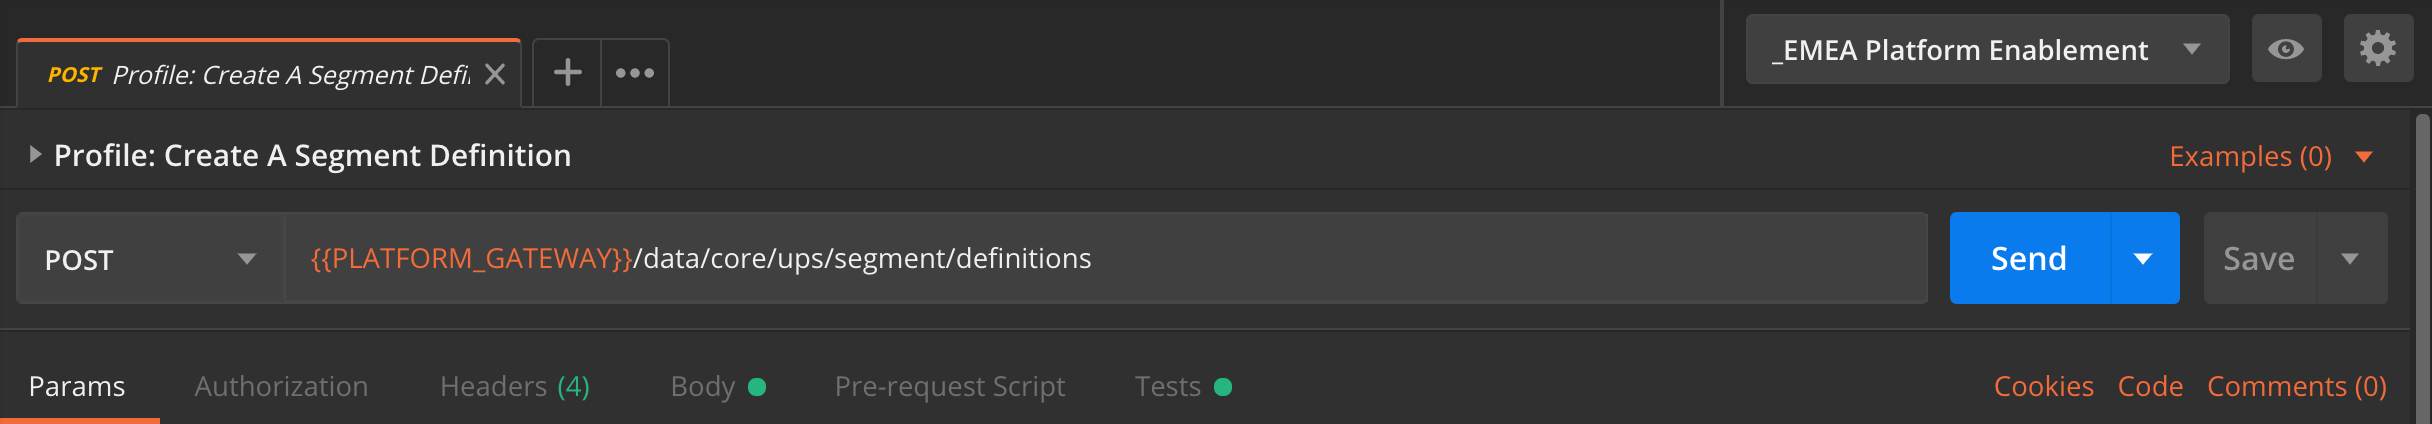 POST Profile: Create A Segment Defi
_EMEA Platform Enablement
Profile: Create A Segment Definition
Examples (0)
POST
{{PLATFORM_GATEWAY}}/data/core/ups/segment/definitions
Send
Save
Params
Authorization
Headers (4)
Body
Pre-request Script
Tests
Cookies
Code
Comments (0)